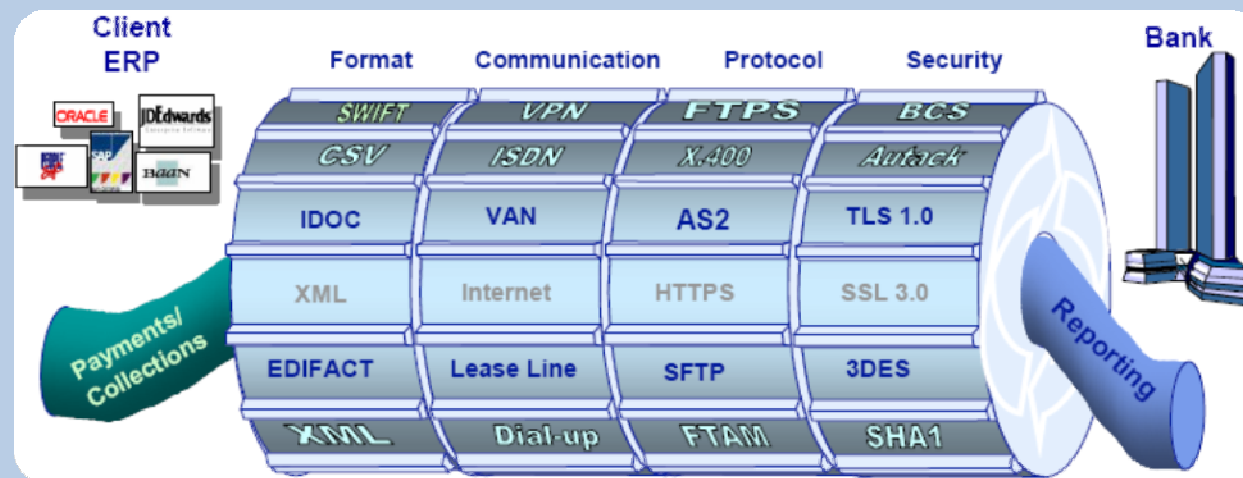 Client
ERP
Format
Communication
Protocol
Security
Bank
ORACLE
JDEdwards
SAP
BaaN
SWIFT
VPN
FTPS
BCS
CSV
ISDN
X.400
Autack
IDOC
VAN
AS2
TLS 1.0
XML
Internet
HTTPS
SSL 3.0
EDIFACT
Lease Line
SFTP
3DES
XML
Dial-up
FTAM
SHA1
Payments/
Collections
Reporting